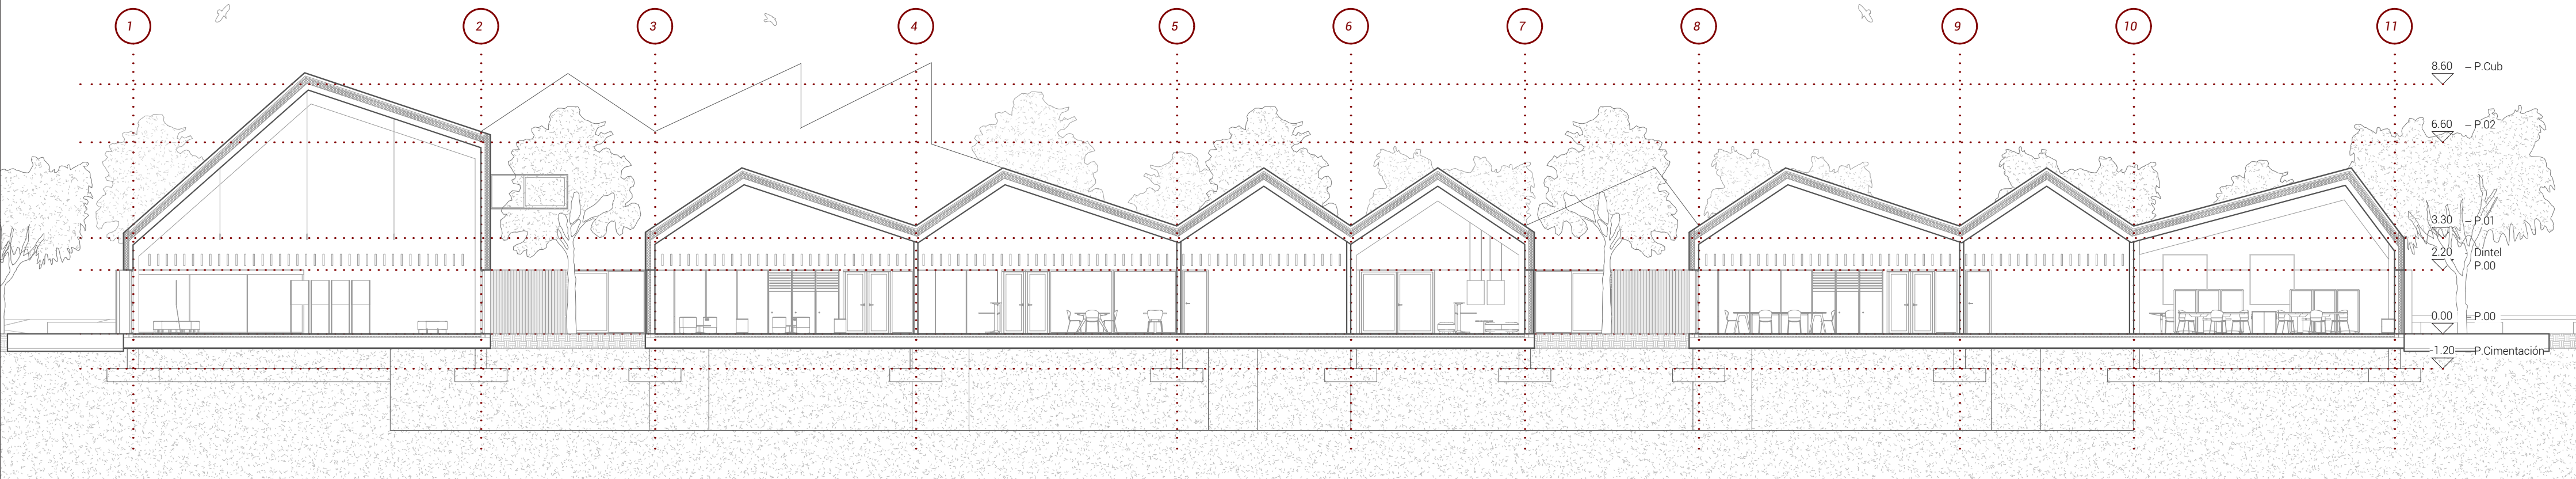 1 2 3 4 5 6 7 8 9 10 11
8.60 – P.Cub
6.60 – P.02
3.30 – P.01
2.20 – Dintel
P.00
0.00 – P.00
-1.20 – P.Cimentación